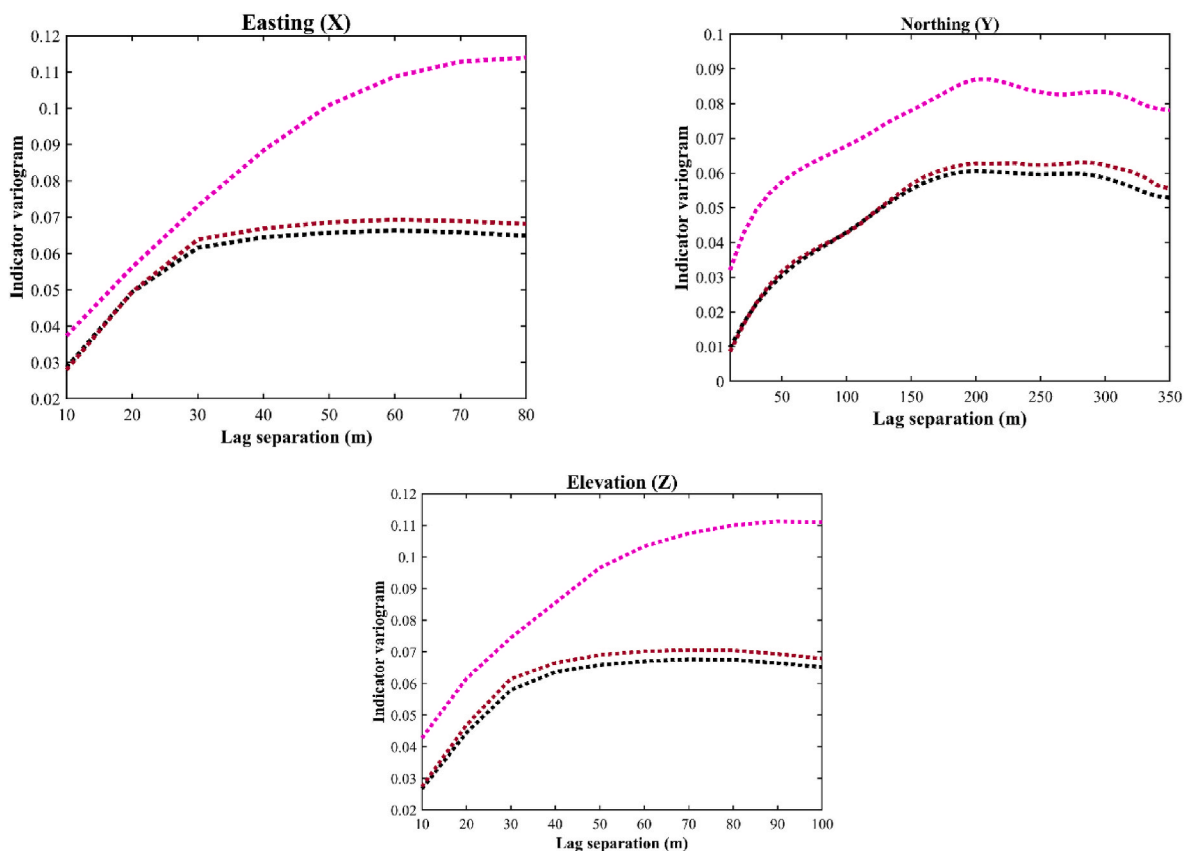 Easting (X)
0.12
0.11
0.1
0.09
0.08
0.07
0.06
0.05
0.04
0.03
0.02
Indicator variogram
10 20 30 40 50 60 70 80
Lag separation (m)
Northing (Y)
0.1
0.09
0.08
0.07
0.06
0.05
0.04
0.03
0.02
0.01
0
Indicator variogram
50 100 150 200 250 300 350
Lag separation (m)
Elevation (Z)
0.12
0.11
0.1
0.09
0.08
0.07
0.06
0.05
0.04
0.03
0.02
Indicator variogram
10 20 30 40 50 60 70 80 90 100
Lag separation (m)